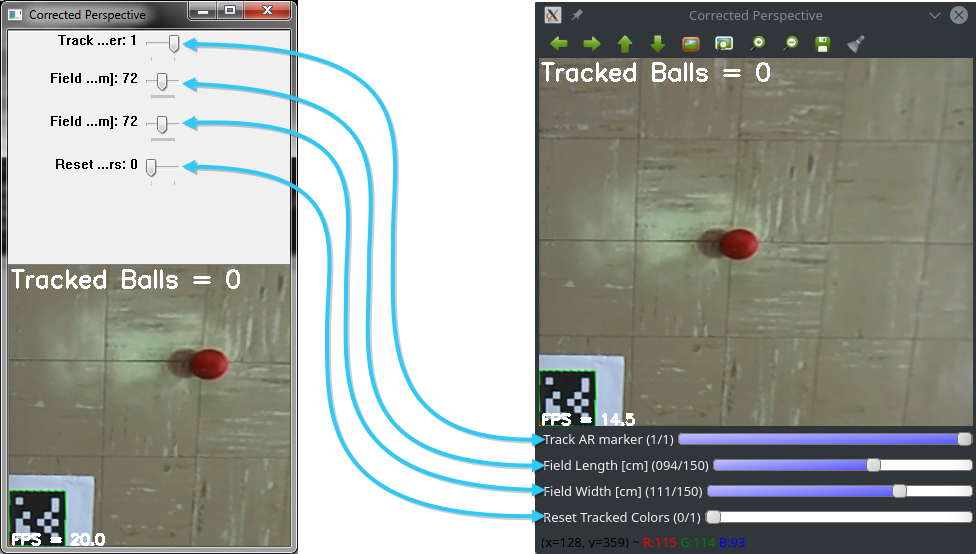 Corrected Perspective
Track ...er: 1
Field ...m]: 72
Field ...m]: 72
Reset ...rs: 0
Tracked Balls = 0
FPS = 20.0
Corrected Perspective
Tracked Balls = 0
FPS = 14.5
Track AR marker (1/1)
Field Length [cm] (094/150)
Field Width [cm] (111/150)
Reset Tracked Colors (0/1)
(x=128, y=359) ~ R:115 G:114 B:93